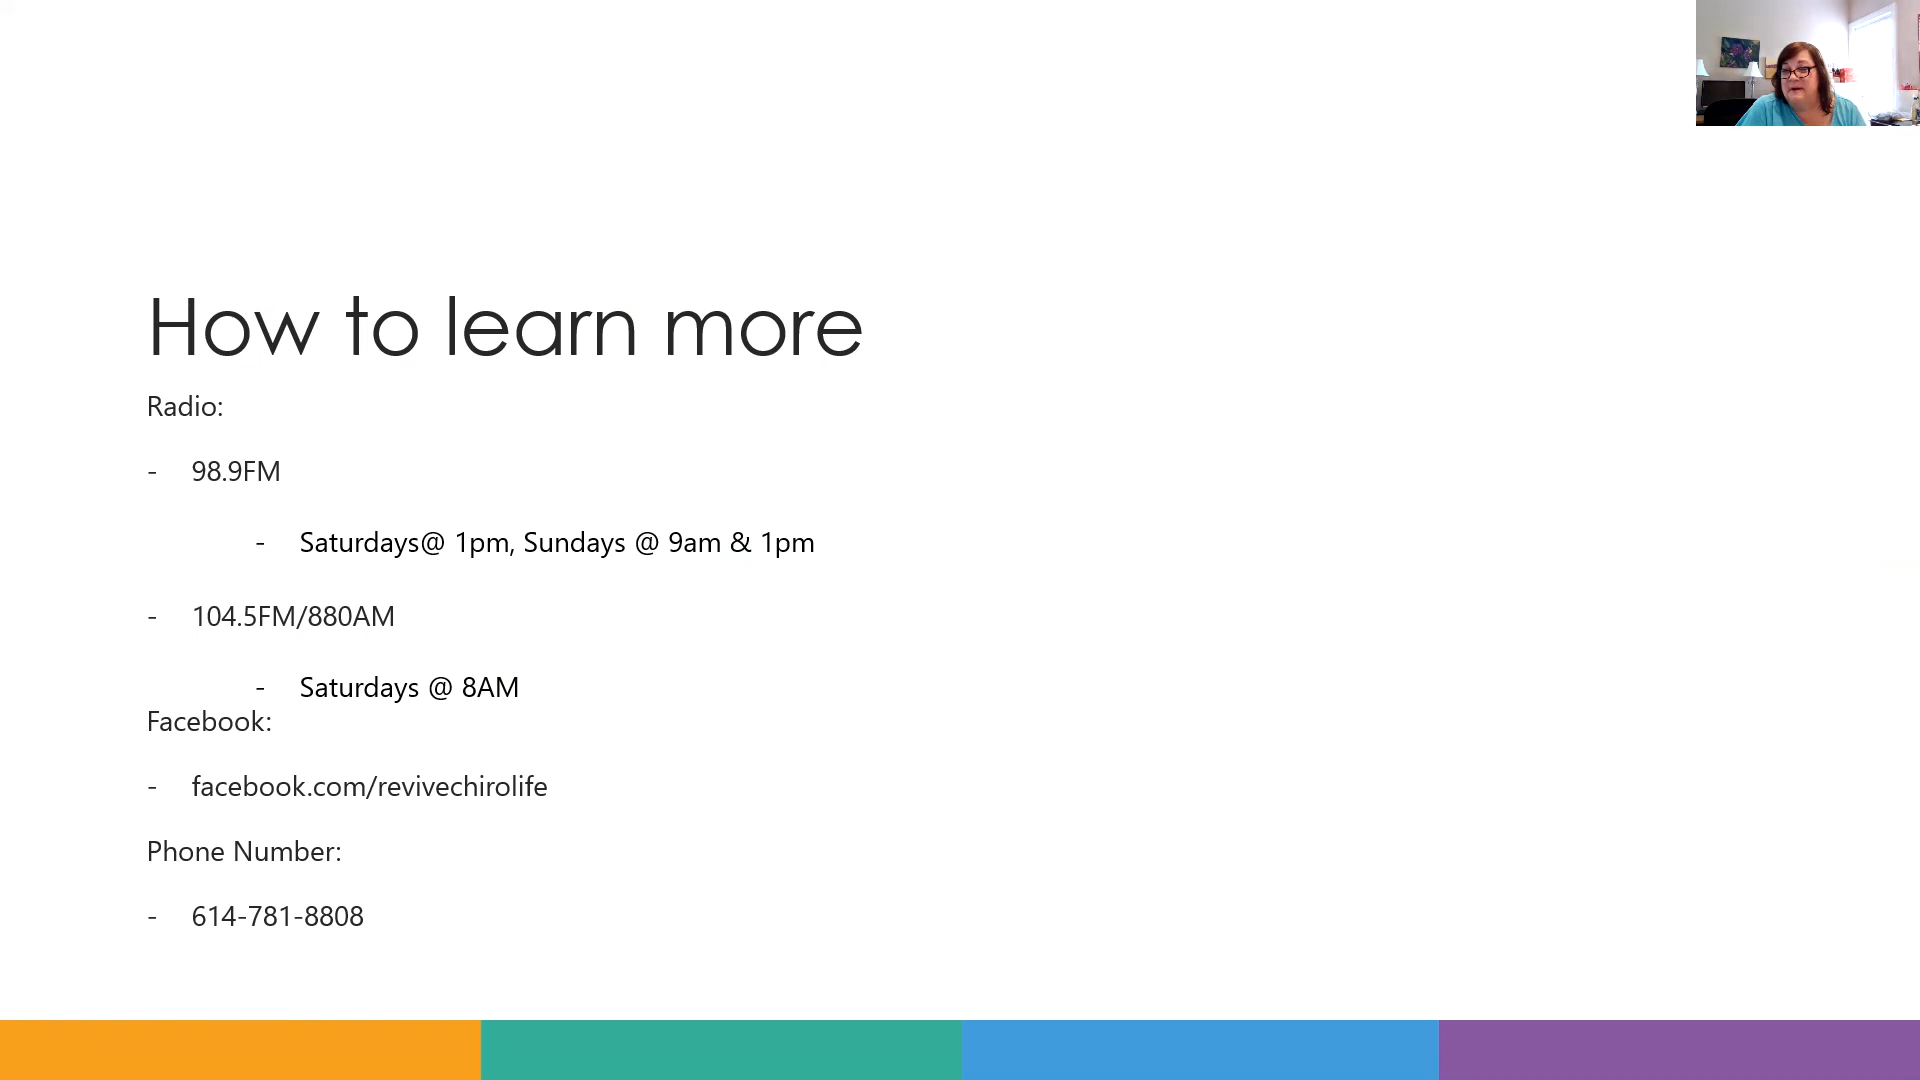 How to learn more
Radio:
- 98.9FM
- Saturdays@ 1pm, Sundays @ 9am & 1pm
- 104.5FM/880AM
- Saturdays @ 8AM
Facebook:
- facebook.com/revivechirolife
Phone Number:
- 614-781-8808